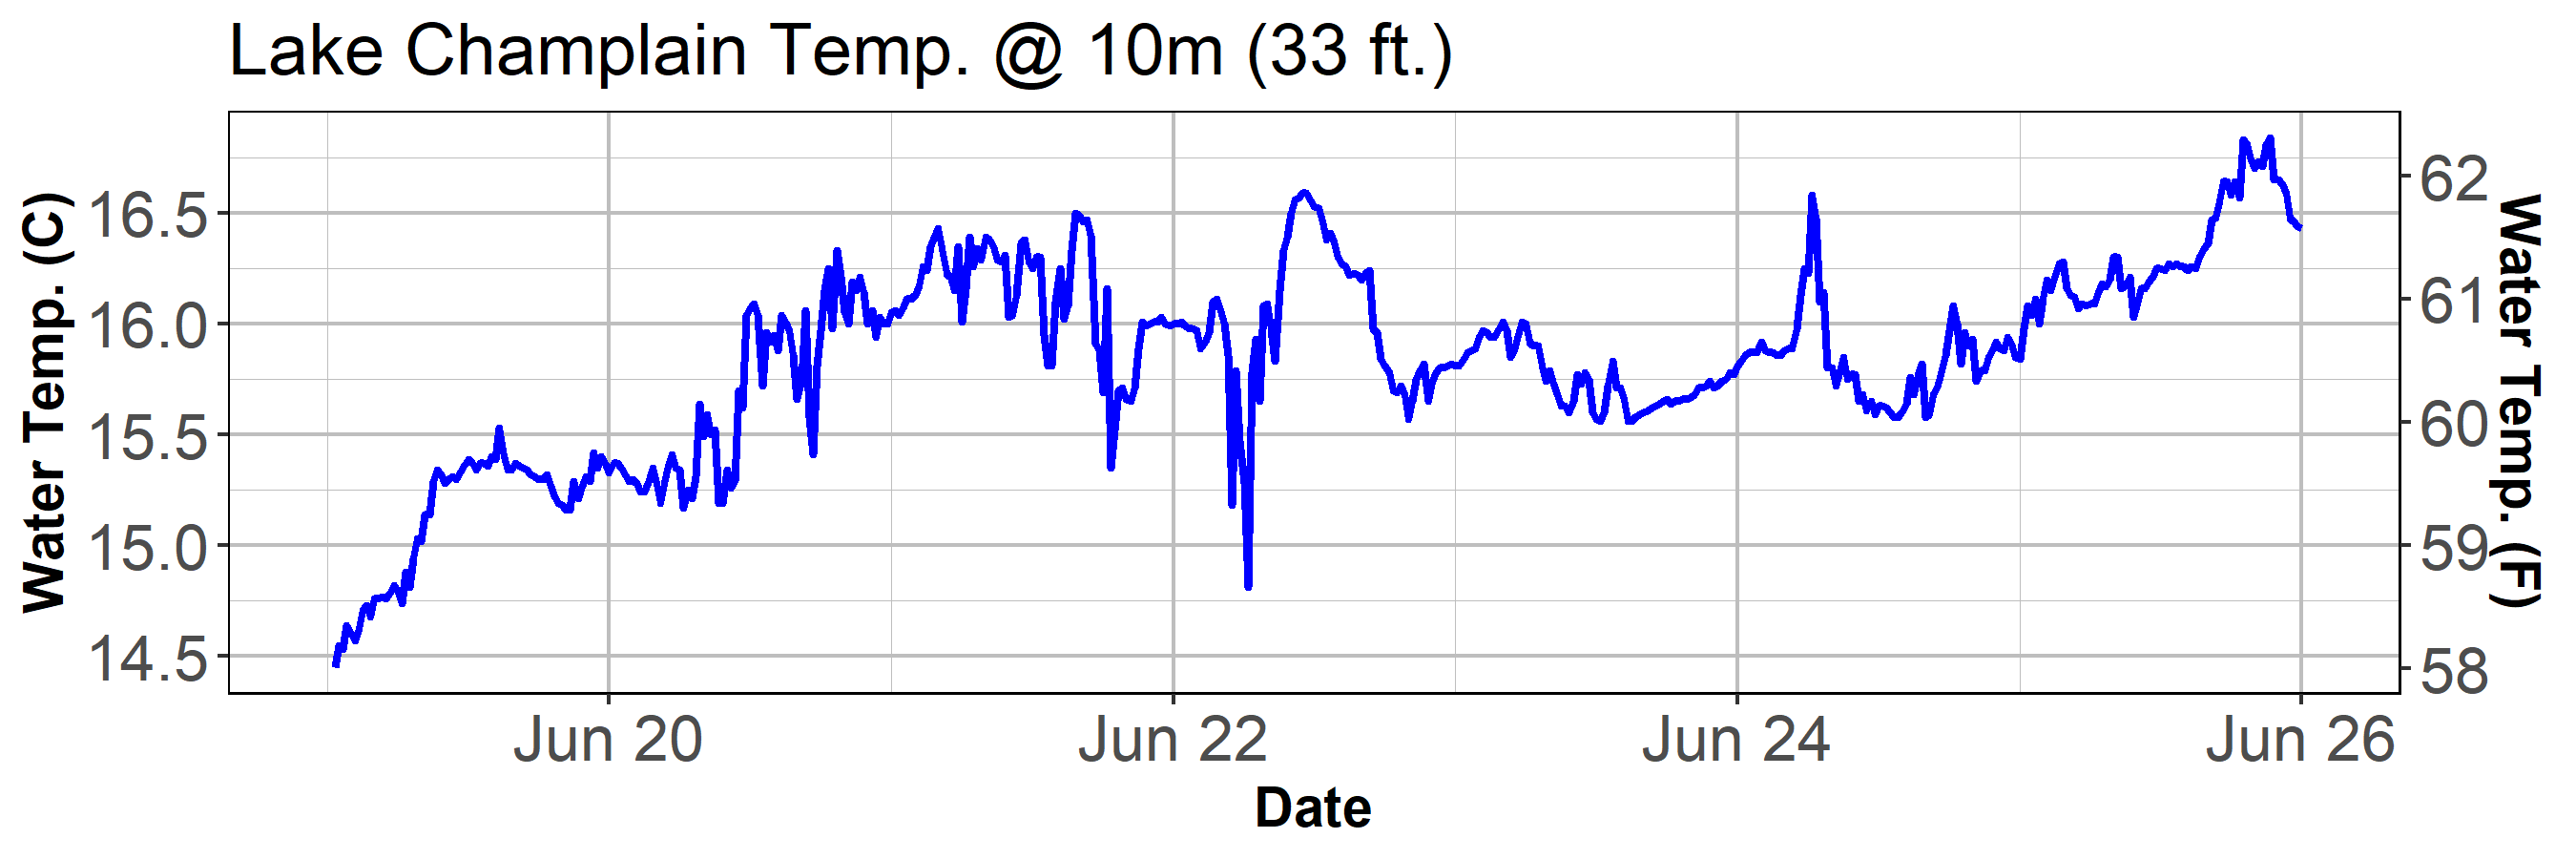 Lake Champlain Temp. @ 10m (33 ft.)
Water Temp. (C)
16.5
16.0
15.5
15.0
14.5
62
61
60
59
58
Water Temp. (F)
Jun 20 Jun 22 Jun 24 Jun 26
Date